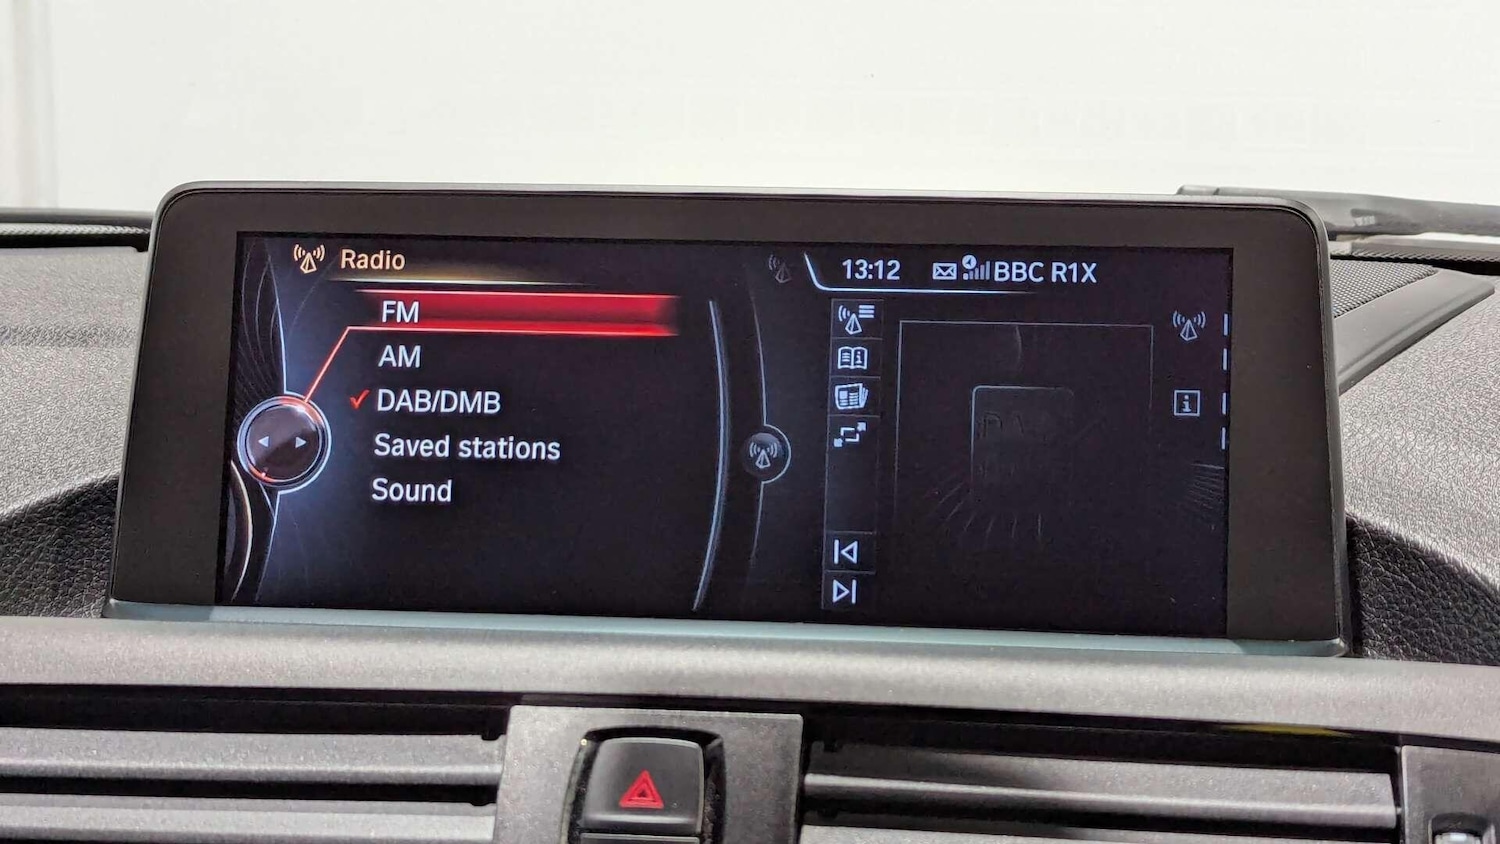 Radio
FM
AM
DAB/DMB
Saved stations
Sound
13:12 BBC R1X